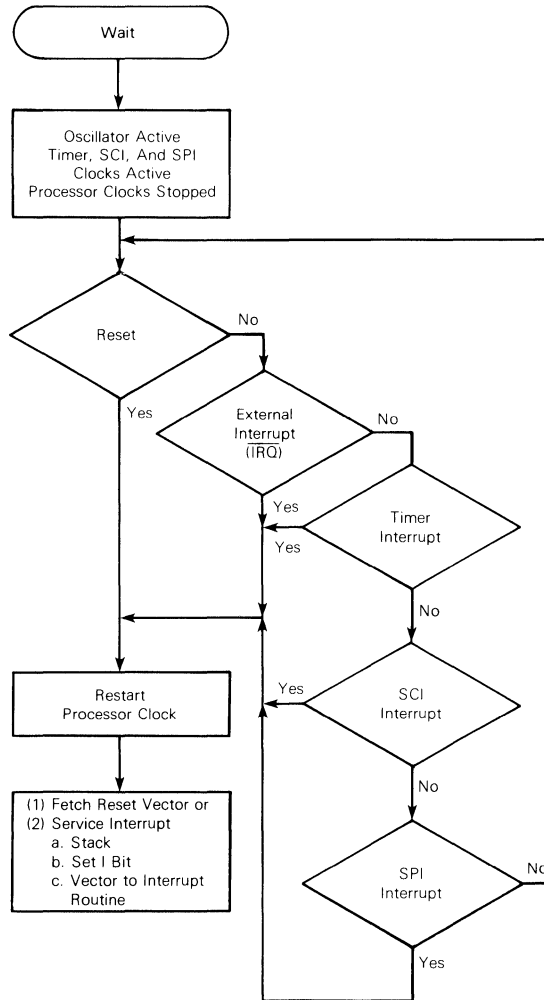 Wait
Oscillator Active
Timer, SCI, And SPI
Clocks Active
Processor Clocks Stopped
Reset
No
Yes
External
Interrupt
(IRQ)
No
Yes
Timer
Interrupt
Yes
No
SCI
Interrupt
Yes
No
Restart
Processor Clock
(1) Fetch Reset Vector or
(2) Service Interrupt
a. Stack
b. Set I Bit
c. Vector to Interrupt
Routine
SPI
Interrupt
No
Yes